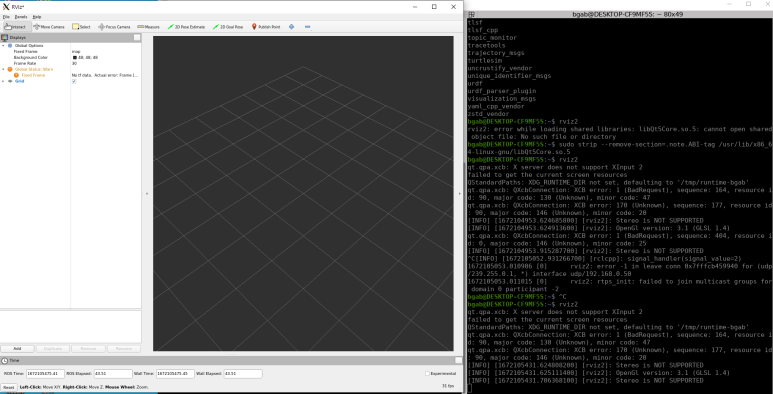 RViz*
File Panels Help
Interact Move Camera Select Focus Camera Measure 2D Pose Estimate 2D Goal Pose Publish Point
Displays
Global Options
Fixed Frame map
Background Color 48; 48; 48
Frame Rate 30
Global Status: Warn
Fixed Frame No tf data. Actual error: Frame [...
Grid
Add Duplicate Remove Rename
Time
ROS Time: 1672105475.41 ROS Elapsed: 43.51 Wall Time: 1672105475.45 Wall Elapsed: 43.51 Experimental
Reset Left-Click: Move X/Y. Right-Click: Move Z. Mouse Wheel: Zoom. 31 fps
bgab@DESKTOP-CF9MF5S: ~ 80x49
tlsf
tlsf_cpp
topic_monitor
tracetools
trajectory_msgs
turtlesim
uncrustify_vendor
unique_identifier_msgs
urdf
urdf_parser_plugin
visualization_msgs
yaml_cpp_vendor
zstd_vendor
bgab@DESKTOP-CF9MF5S:~$ rviz2
rviz2: error while loading shared libraries: libQt5Core.so.5: cannot open shared
object file: No such file or directory
bgab@DESKTOP-CF9MF5S:~$ sudo strip --remove-section=.note.ABI-tag /usr/lib/x86_6
4-linux-gnu/libQt5Core.so.5
bgab@DESKTOP-CF9MF5S:~$ rviz2
qt.qpa.xcb: X server does not support XInput 2
failed to get the current screen resources
QStandardPaths: XDG_RUNTIME_DIR not set, defaulting to '/tmp/runtime-bgab'
qt.qpa.xcb: QXcbConnection: XCB error: 1 (BadRequest), sequence: 164, resource i
d: 90, major code: 130 (Unknown), minor code: 47
qt.qpa.xcb: QXcbConnection: XCB error: 170 (Unknown), sequence: 177, resource id
: 90, major code: 146 (Unknown), minor code: 20
[INFO] [1672104953.624685800] [rviz2]: Stereo is NOT SUPPORTED
[INFO] [1672104953.624913600] [rviz2]: OpenGl version: 3.1 (GLSL 1.4)
qt.qpa.xcb: QXcbConnection: XCB error: 1 (BadRequest), sequence: 404, resource i
d: 0, major code: 146 (Unknown), minor code: 25
[INFO] [1672104953.915287700] [rviz2]: Stereo is NOT SUPPORTED
^C[INFO] [1672105052.931266700] [rclcpp]: signal_handler(signal_value=2)
1672105053.010906 [0] rviz2: error -1 in leave conn 0x7fffcb459940 for (udp
/239.255.0.1, *) interface udp/192.168.0.50
1672105053.011015 [0] rviz2: rtps_init: failed to join multicast groups for
domain 0 participant -2
bgab@DESKTOP-CF9MF5S:~$ ^C
bgab@DESKTOP-CF9MF5S:~$ rviz2
qt.qpa.xcb: X server does not support XInput 2
failed to get the current screen resources
QStandardPaths: XDG_RUNTIME_DIR not set, defaulting to '/tmp/runtime-bgab'
qt.qpa.xcb: QXcbConnection: XCB error: 1 (BadRequest), sequence: 164, resource i
d: 90, major code: 130 (Unknown), minor code: 47
qt.qpa.xcb: QXcbConnection: XCB error: 170 (Unknown), sequence: 177, resource id
: 90, major code: 146 (Unknown), minor code: 20
[INFO] [1672105431.624808200] [rviz2]: Stereo is NOT SUPPORTED
[INFO] [1672105431.625111400] [rviz2]: OpenGl version: 3.1 (GLSL 1.4)
[INFO] [1672105431.706368100] [rviz2]: Stereo is NOT SUPPORTED